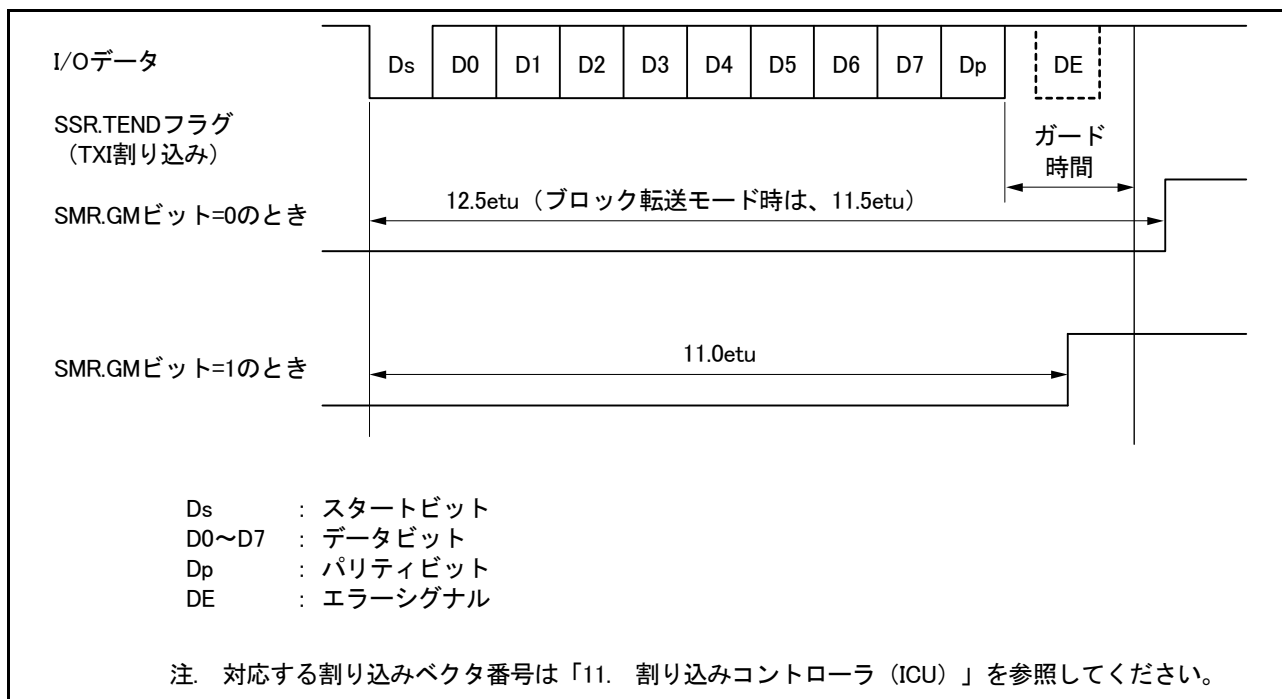 I/Oデータ
Ds D0 D1 D2 D3 D4 D5 D6 D7 Dp DE
SSR.TENDフラグ
（TXI割り込み）
ガード
時間
SMR.GMビット=0のとき
12.5etu（ブロック転送モード時は、11.5etu）
SMR.GMビット=1のとき
11.0etu
Ds : スタートビット
D0～D7 : データビット
Dp : パリティビット
DE : エラーシグナル
注. 対応する割り込みベクタ番号は「11. 割り込みコントローラ（ICU）」を参照してください。